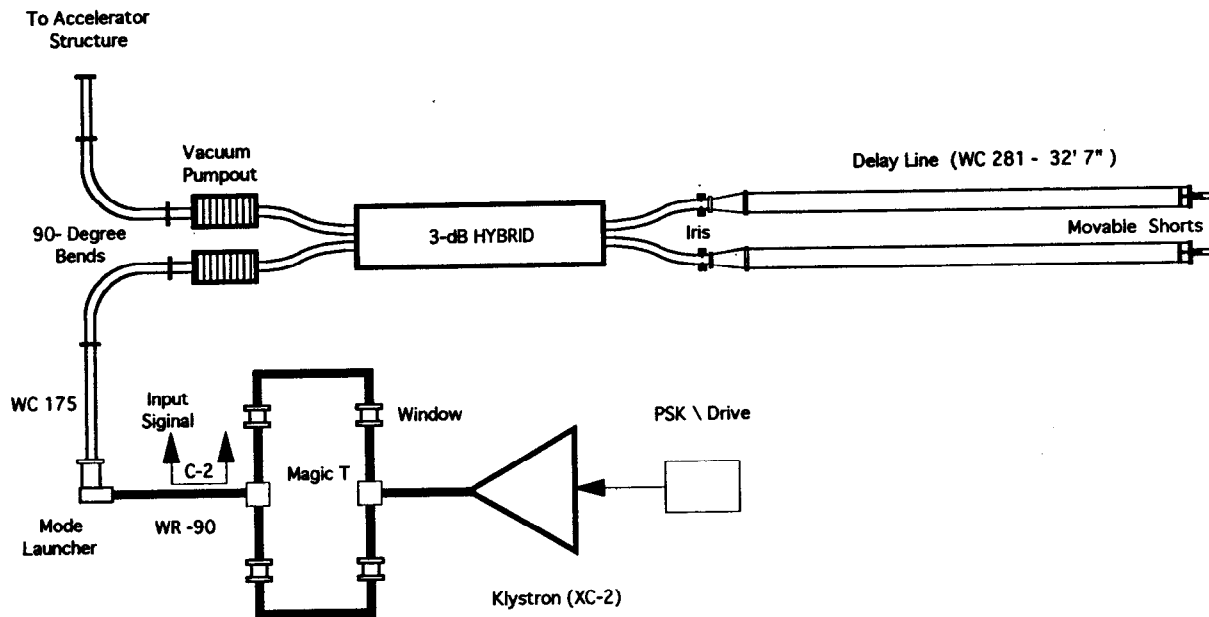 To Accelerator
Structure
Vacuum
Pumpout
Delay Line (WC 281 - 32' 7" )
90- Degree
Bends
3-dB HYBRID
Iris
Movable Shorts
WC 175
Input
Siginal
Window
PSK \ Drive
C-2
Magic T
Mode
Launcher
WR -90
Klystron (XC-2)